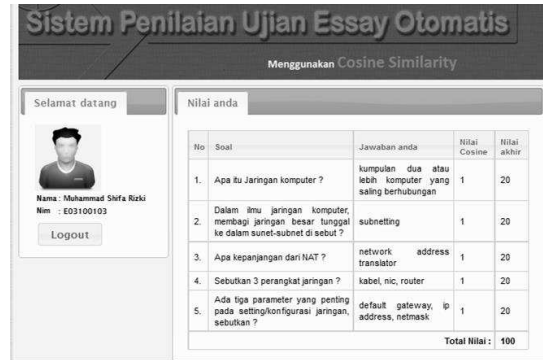 Sistem Penilaian Ujian Essay Otomatis
Menggunakan Cosine Similarity
Selamat datang
Nama : Muhammad Shifa Rizki
Nim : E03100103
Logout
Nilai anda
No Soal Jawaban anda Nilai Cosine Nilai akhir
1. Apa itu Jaringan komputer ? kumpulan dua atau lebih komputer yang saling berhubungan 1 20
2. Dalam ilmu jaringan komputer, membagi jaringan besar tunggal ke dalam sunet-subnet di sebut ? subnetting 1 20
3. Apa kepanjangan dari NAT ? network address translator 1 20
4. Sebutkan 3 perangkat jaringan ? kabel, nic, router 1 20
5. Ada tiga parameter yang penting pada setting/konfigurasi jaringan, sebutkan ? default gateway, ip address, netmask 1 20
Total Nilai : 100